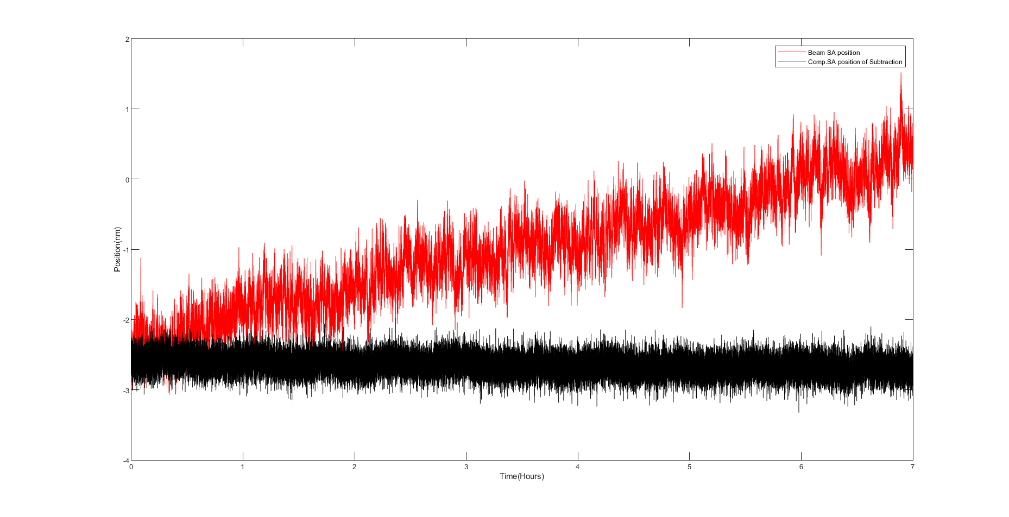 2
Beam SA position
Comp.SA position of Subtraction
1
0
-1
Position(nm)
-2
-3
-4
0 1 2 3 4 5 6 7
Time(Hours)